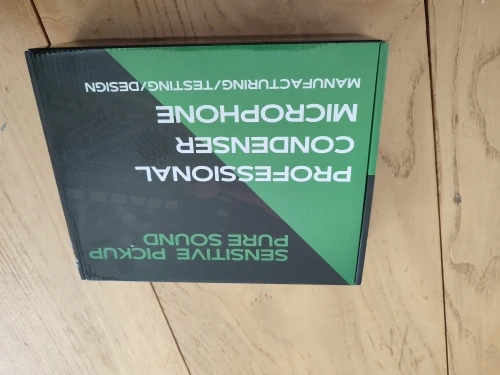 SENSITIVE PICKUP
PURE SOUND
PROFESSIONAL
CONDENSER
MICROPHONE
MANUFACTURING/TESTING/DESIGN